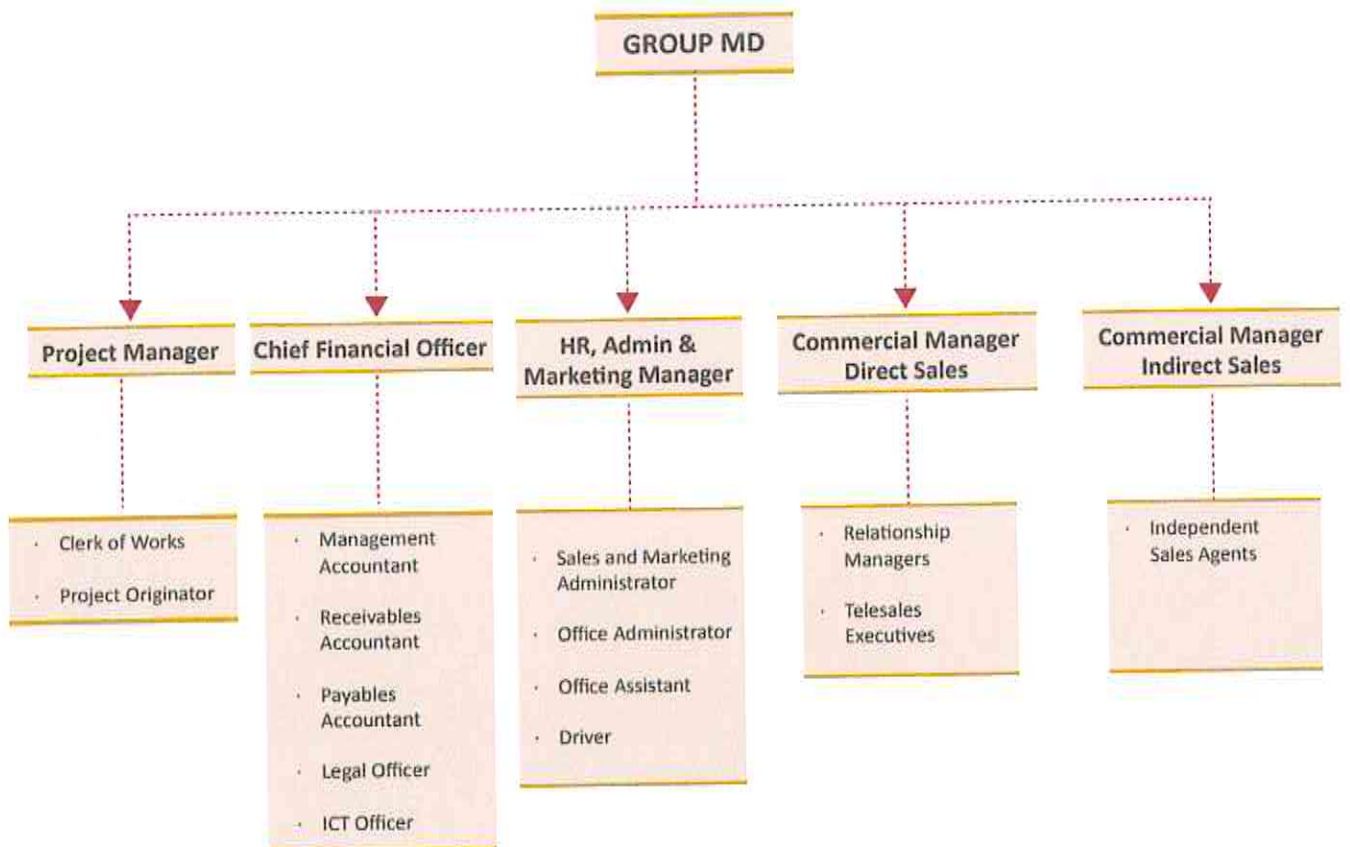 GROUP MD
Project Manager
Chief Financial Officer
HR, Admin &
Marketing Manager
Commercial Manager
Direct Sales
Commercial Manager
Indirect Sales
· Clerk of Works
· Project Originator
· Management
Accountant
· Receivables
Accountant
· Payables
Accountant
· Legal Officer
· ICT Officer
· Sales and Marketing
Administrator
· Office Administrator
· Office Assistant
· Driver
· Relationship
Managers
· Telesales
Executives
· Independent
Sales Agents